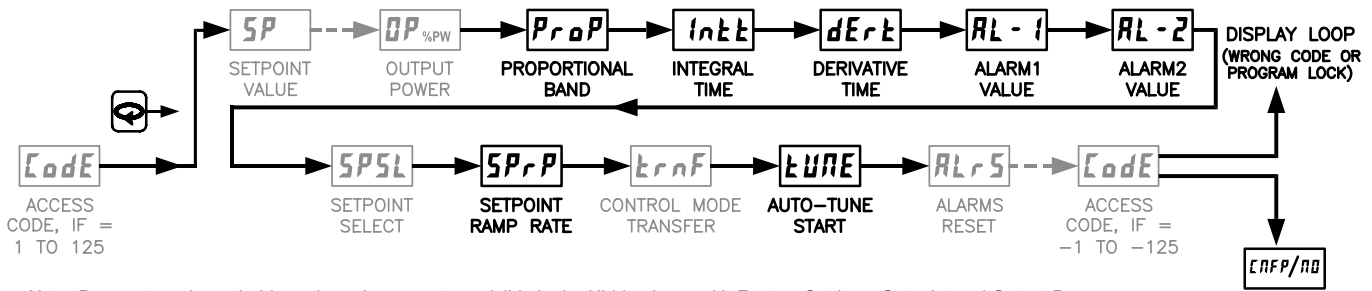 SP
OP %PW
ProP
Intt
dErt
AL-1
AL-2
DISPLAY LOOP
(WRONG CODE OR
PROGRAM LOCK)
SETPOINT
VALUE
OUTPUT
POWER
PROPORTIONAL
BAND
INTEGRAL
TIME
DERIVATIVE
TIME
ALARM1
VALUE
ALARM2
VALUE
CodE
SPSL
SPrP
trnF
tUNE
ALrS
CodE
ACCESS
CODE, IF =
1 TO 125
SETPOINT
SELECT
SETPOINT
RAMP RATE
CONTROL MODE
TRANSFER
AUTO-TUNE
START
ALARMS
RESET
ACCESS
CODE, IF =
-1 TO -125
CNFP/NO